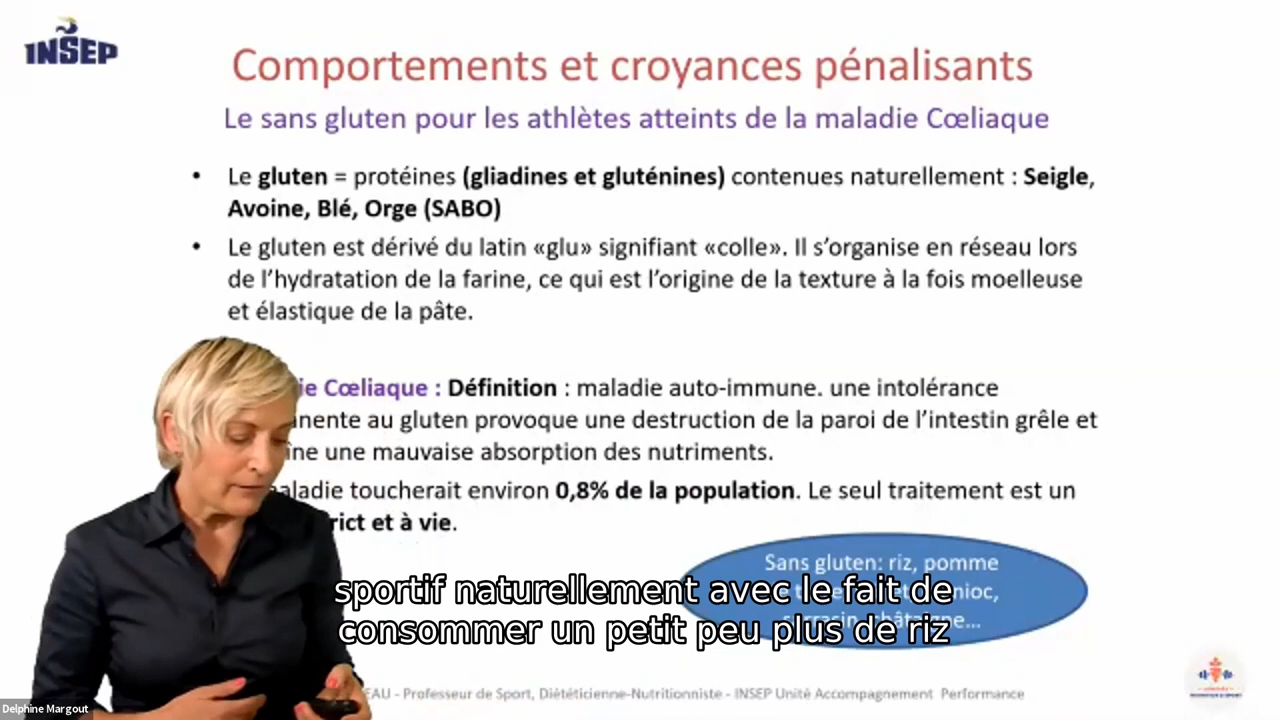 INSEP
Comportements et croyances pénalisants
Le sans gluten pour les athlètes atteints de la maladie Cœliaque
• Le gluten = protéines (gliadines et gluténines) contenues naturellement : Seigle,
Avoine, Blé, Orge (SABO)
• Le gluten est dérivé du latin «glu» signifiant «colle». Il s’organise en réseau lors
de l’hydratation de la farine, ce qui est l’origine de la texture à la fois moelleuse
et élastique de la pâte.
Cœliaque : Définition : maladie auto-immune. une intolérance
au gluten provoque une destruction de la paroi de l’intestin grêle et
une mauvaise absorption des nutriments.
toucherait environ 0,8% de la population. Le seul traitement est un
et à vie.
Sans gluten: riz, pomme
sportif naturellement avec le fait de
consommer un petit peu plus de riz
- Professeur de Sport, Diététicienne-Nutritionniste - INSEP Unité Accompagnement Performance
Delphine Margout